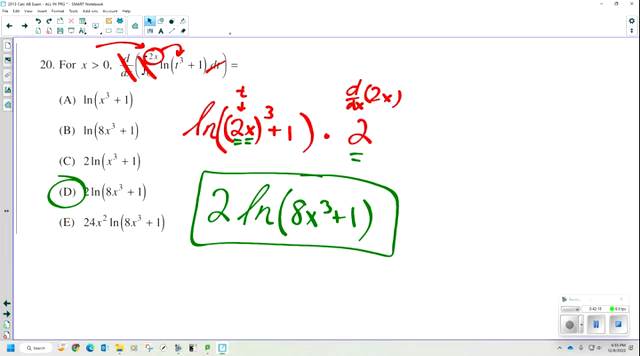 2013 Calc AB Exam - ALL IN PRG * - SMART Notebook
File Edit View Insert Format Tools Add-ons Help
20. For x > 0, d/dx (∫ 2x ln(t³ + 1) dt) =
(A) ln(x³ + 1)
(B) ln(8x³ + 1)
(C) 2 ln(x³ + 1)
(D) 2 ln(8x³ + 1)
(E) 24x² ln(8x³ + 1)
t
d/dx (2x)
ln((2x)³ + 1) · 2
2 ln(8x³ + 1)
Search
6:55 PM